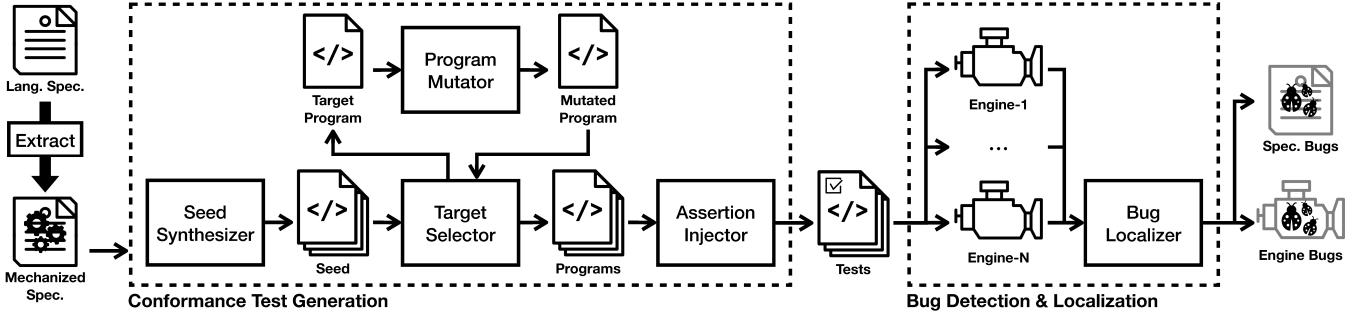 Lang. Spec.
Extract
Mechanized
Spec.
</>
Target
Program
Program
Mutator
</>
Mutated
Program
Seed
Synthesizer
</>
Seed
Target
Selector
</>
Programs
Assertion
Injector
Conformance Test Generation
</>
Tests
Engine-1
...
Engine-N
Bug
Localizer
Bug Detection & Localization
Spec. Bugs
Engine Bugs